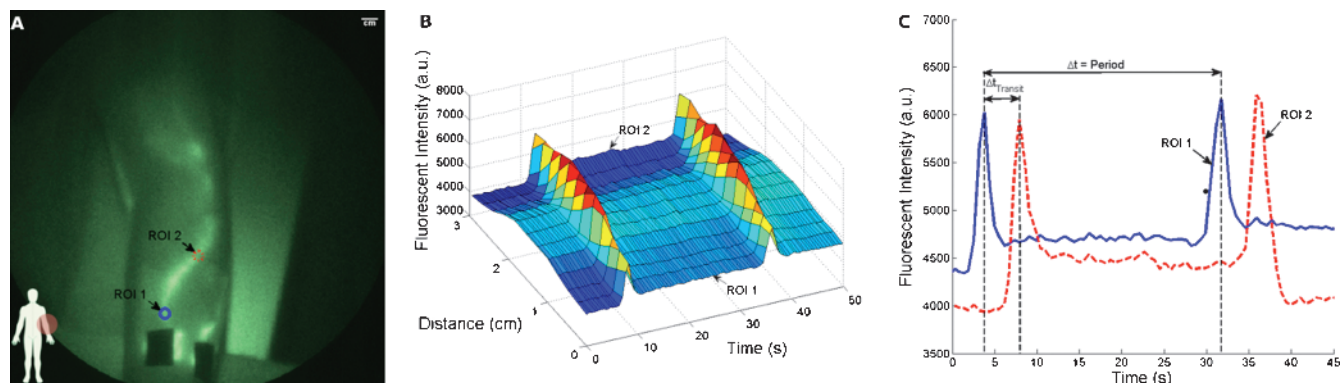 A
cm
ROI 2
ROI 1
B
Fluorescent Intensity (a.u.)
8000
7000
6000
5000
4000
3000
3
2
1
0
Distance (cm)
0
10
20
30
40
50
Time (s)
ROI 2
ROI 1
C
Fluorescent Intensity (a.u.)
7000
6500
6000
5500
5000
4500
4000
3500
Δt = Period
Δt Transit
ROI 1
ROI 2
0
5
10
15
20
25
30
35
40
45
Time (s)